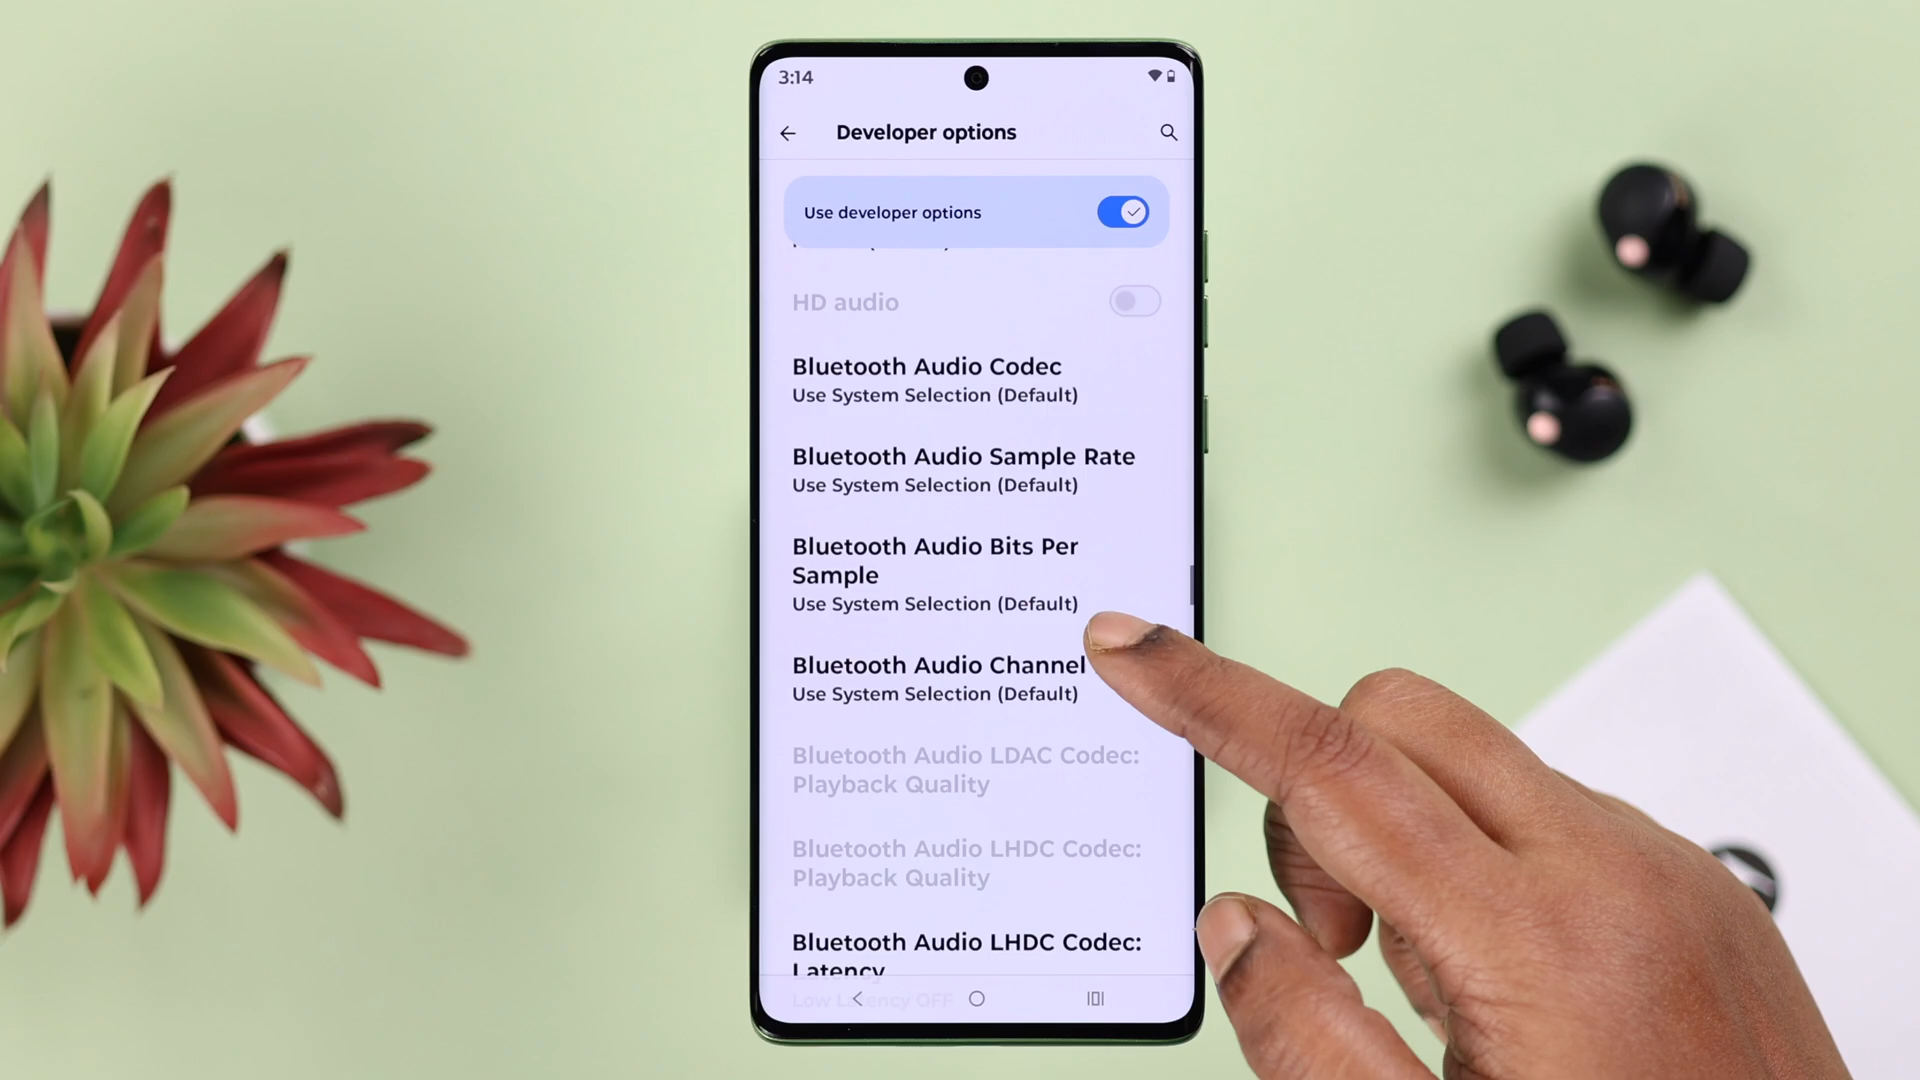 3:14
Developer options
Use developer options
HD audio
Bluetooth Audio Codec
Use System Selection (Default)
Bluetooth Audio Sample Rate
Use System Selection (Default)
Bluetooth Audio Bits Per
Sample
Use System Selection (Default)
Bluetooth Audio Channel
Use System Selection (Default)
Bluetooth Audio LDAC Codec:
Playback Quality
Bluetooth Audio LHDC Codec:
Playback Quality
Bluetooth Audio LHDC Codec:
Latency
Low Latency OFF